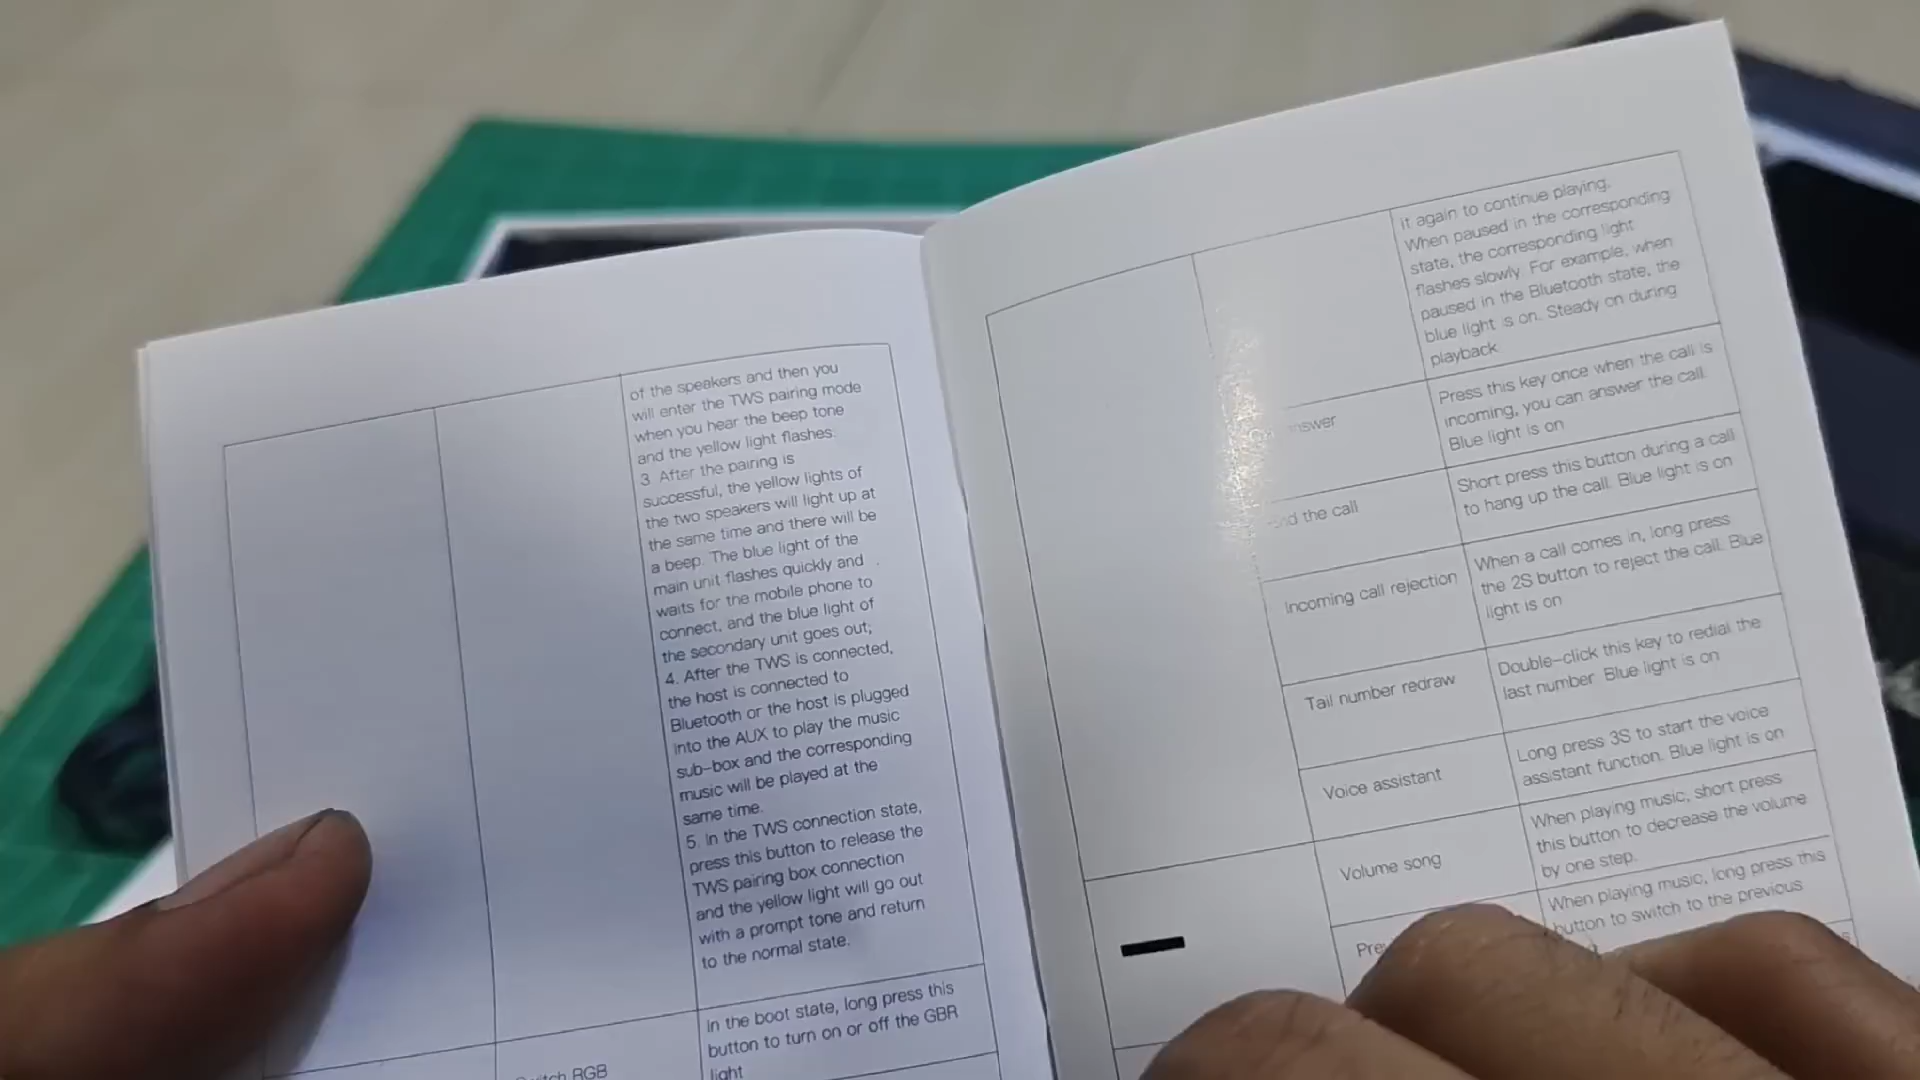 of the speakers and then you
will enter the TWS pairing mode
when you hear the beep tone
and the yellow light flashes.
3. After the pairing is
successful, the yellow lights of
the two speakers will light up at
the same time and there will be
a beep. The blue light of the
main unit flashes quickly and
waits for the mobile phone to
connect, and the blue light of
the secondary unit goes out;
4. After the TWS is connected,
the host is connected to
Bluetooth or the host is plugged
into the AUX to play the music
sub-box and the corresponding
music will be played at the
same time.
5. In the TWS connection state,
press this button to release the
TWS pairing box connection
and the yellow light will go out
with a prompt tone and return
to the normal state.
RGB
In the boot state, long press this
button to turn on or off the GBR
light
it again to continue playing;
When paused in the corresponding
state, the corresponding light
flashes slowly. For example, when
paused in the Bluetooth state, the
blue light is on. Steady on during
playback
Press this key once when the call is
incoming, you can answer the call.
Blue light is on
the call
Short press this button during a call
to hang up the call. Blue light is on
Incoming call rejection
When a call comes in, long press
the 2S button to reject the call. Blue
light is on
Tail number redraw
Double-click this key to redial the
last number. Blue light is on
Voice assistant
Long press 3S to start the voice
assistant function. Blue light is on
Volume song
When playing music, short press
this button to decrease the volume
by one step.
When playing music, long press this
button to switch to the previous